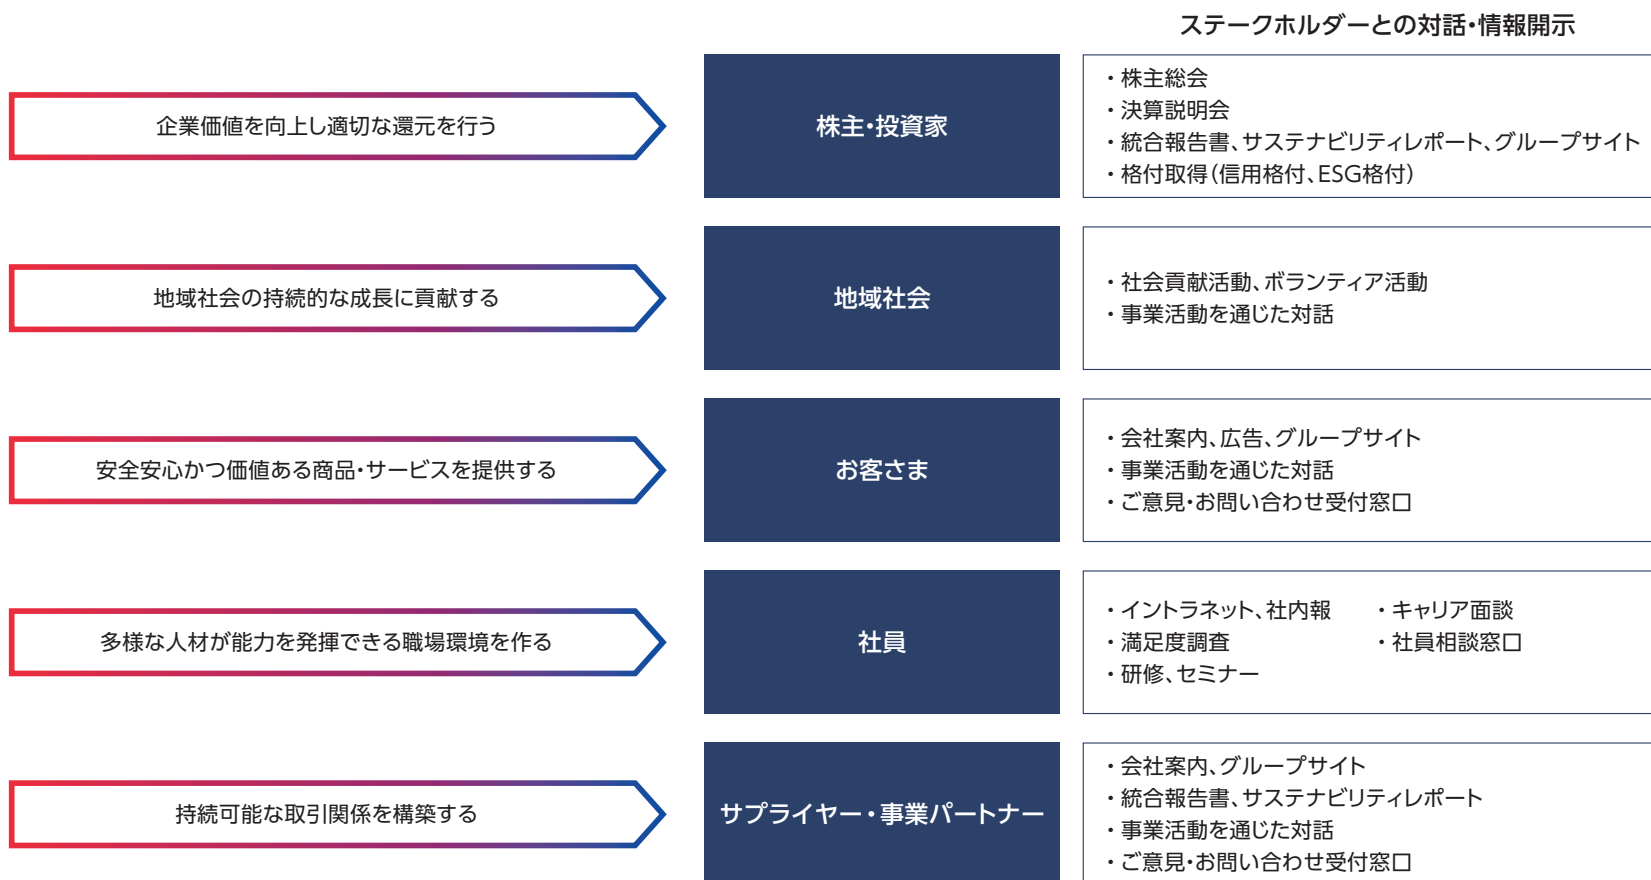 ステークホルダーとの対話・情報開示
企業価値を向上し適切な還元を行う
株主・投資家
・株主総会
・決算説明会
・統合報告書、サステナビリティレポート、グループサイト
・格付取得（信用格付、ESG格付）
地域社会の持続的な成長に貢献する
地域社会
・社会貢献活動、ボランティア活動
・事業活動を通じた対話
安全安心かつ価値ある商品・サービスを提供する
お客さま
・会社案内、広告、グループサイト
・事業活動を通じた対話
・ご意見・お問い合わせ受付窓口
多様な人材が能力を発揮できる職場環境を作る
社員
・イントラネット、社内報 ・キャリア面談
・満足度調査 ・社員相談窓口
・研修、セミナー
持続可能な取引関係を構築する
サプライヤー・事業パートナー
・会社案内、グループサイト
・統合報告書、サステナビリティレポート
・事業活動を通じた対話
・ご意見・お問い合わせ受付窓口